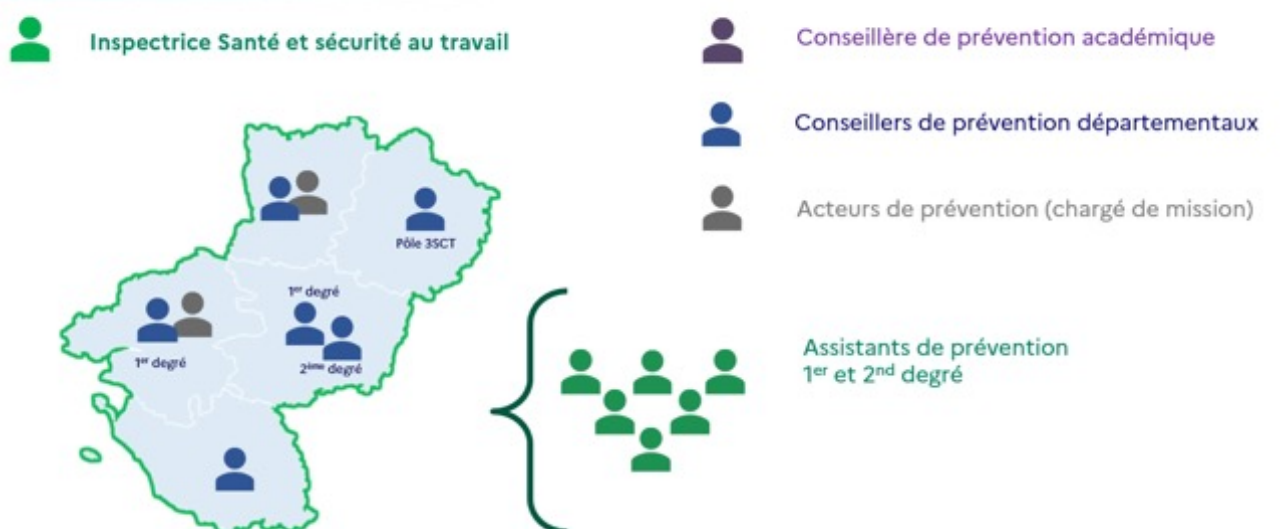 Inspectrice Santé et sécurité au travail
Conseillère de prévention académique
Conseillers de prévention départementaux
Acteurs de prévention (chargé de mission)
Pôle 3SCT
1er degré
1er degré
2ème degré
Assistants de prévention
1er et 2nd degré